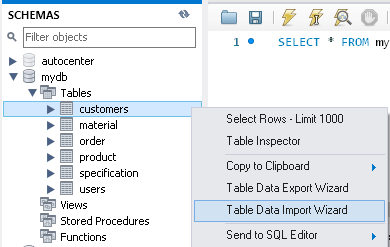 SCHEMAS
Filter objects
autocenter
mydb
Tables
customers
material
order
product
specification
users
Views
Stored Procedures
Functions
1 SELECT * FROM my
Select Rows - Limit 1000
Table Inspector
Copy to Clipboard
Table Data Export Wizard
Table Data Import Wizard
Send to SQL Editor